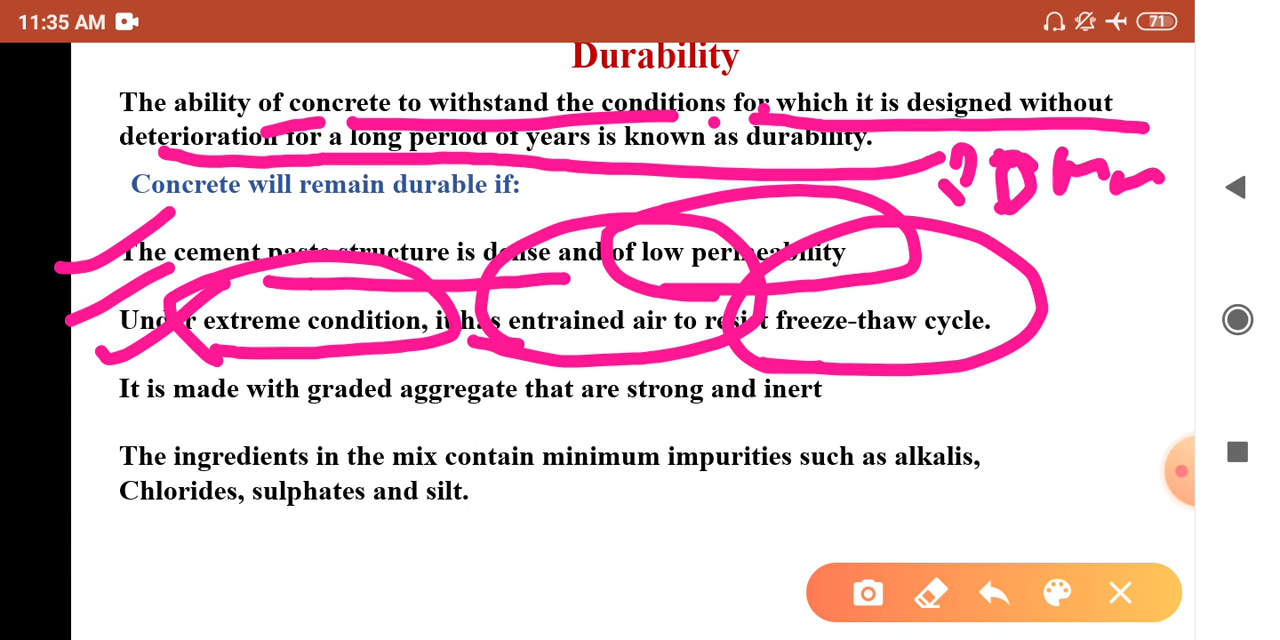 11:35 AM
71
Durability
The ability of concrete to withstand the conditions for which it is designed without
deterioration for a long period of years is known as durability.
Concrete will remain durable if:
The cement paste structure is dense and of low permeability
Under extreme condition, it has entrained air to resist freeze-thaw cycle.
It is made with graded aggregate that are strong and inert
The ingredients in the mix contain minimum impurities such as alkalis,
Chlorides, sulphates and silt.